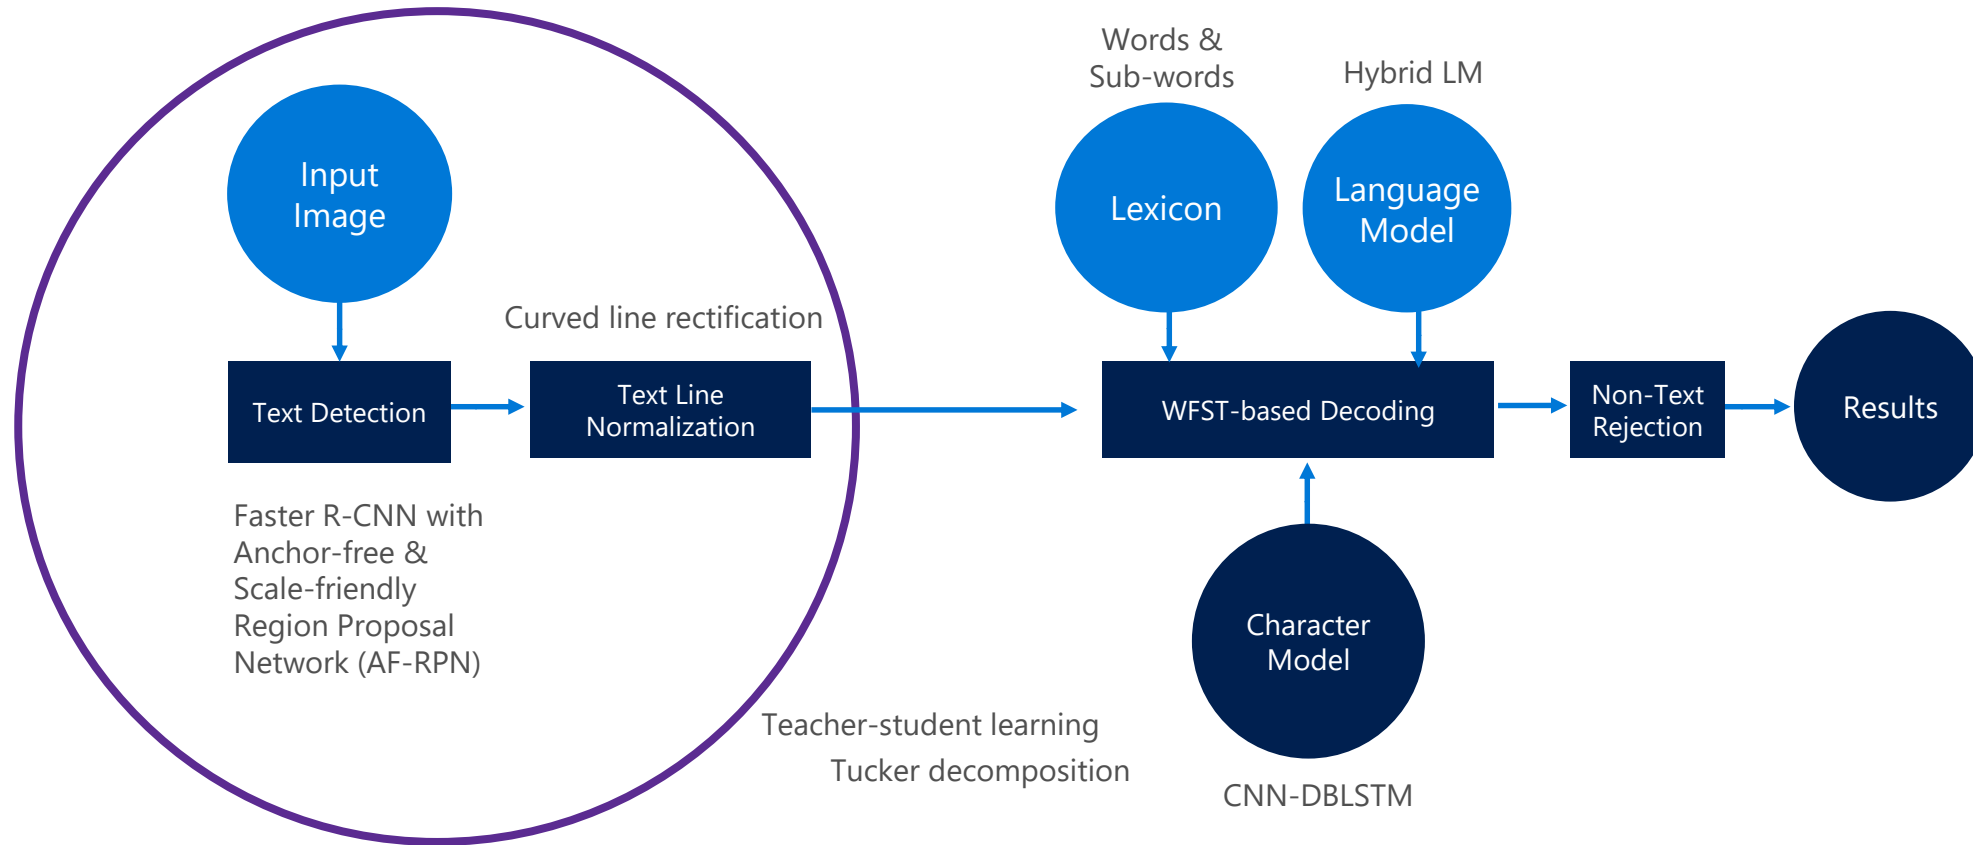 Words &
Sub-words
Hybrid LM
Input
Image
Lexicon
Language
Model
Curved line rectification
Text Detection
Text Line
Normalization
WFST-based Decoding
Non-Text
Rejection
Results
Faster R-CNN with
Anchor-free &
Scale-friendly
Region Proposal
Network (AF-RPN)
Character
Model
Teacher-student learning
Tucker decomposition
CNN-DBLSTM